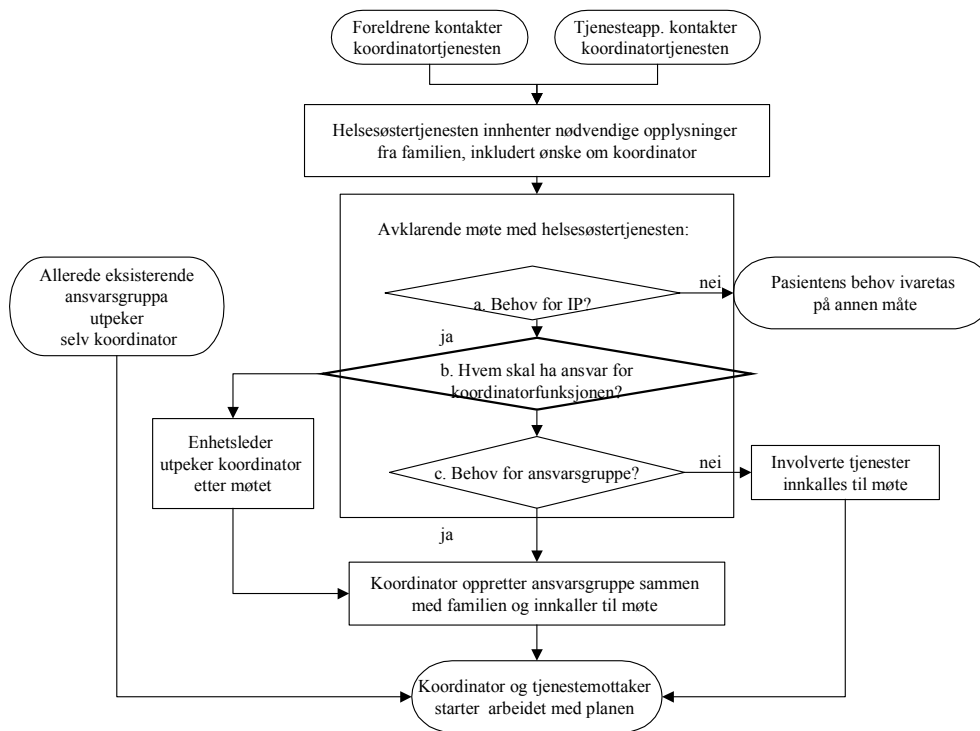 Foreldrene kontakter
koordinatortjenesten
Tjenesteapp. kontakter
koordinatortjenesten
Helsesøstertjenesten innhenter nødvendige opplysninger
fra familien, inkludert ønske om koordinator
Avklarende møte med helsesøstertjenesten:
Allerede eksisterende
ansvarsgruppa
utpeker
selv koordinator
a. Behov for IP?
nei
Pasientens behov ivaretas
på annen måte
ja
b. Hvem skal ha ansvar for
koordinatorfunksjonen?
Enhetsleder
utpeker koordinator
etter møtet
c. Behov for ansvarsgruppe?
nei
Involverte tjenester
innkalles til møte
ja
Koordinator oppretter ansvarsgruppe sammen
med familien og innkaller til møte
Koordinator og tjenestemottaker
starter arbeidet med planen